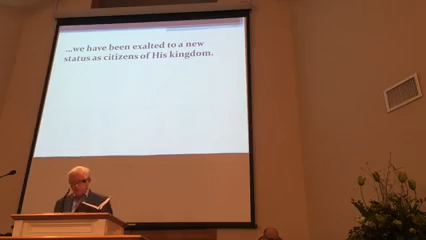 ...we have been exalted to a new
status as citizens of His kingdom.